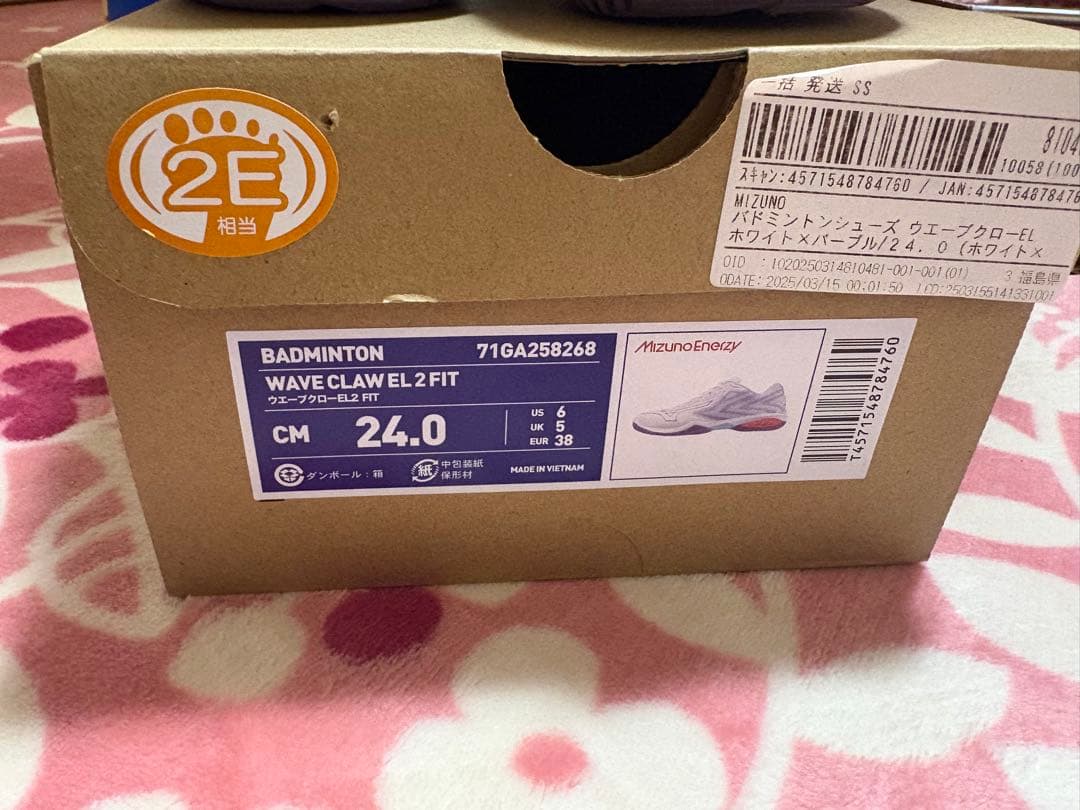 2E
相当
一括 発送 SS
8104
10058(100
スキャン:4571548784760 / JAN:457154878476
MIZUNO
バドミントンシューズ ウエーブクローEL
ホワイト×パープル/24.0 (ホワイト×
OID :1020250314810481-001-001(01) 3 福島県
ODATE: 2025/03/15 00:01:50 LCD:2503155141331001
BADMINTON 71GA258268
WAVE CLAW EL 2 FIT
ウエーブクローEL2 FIT
CM 24.0
US 6
UK 5
EUR 38
ダンボール:箱
紙 中包装紙
保形材
MADE IN VIETNAM
MizunoEnerzy
T4571548784760